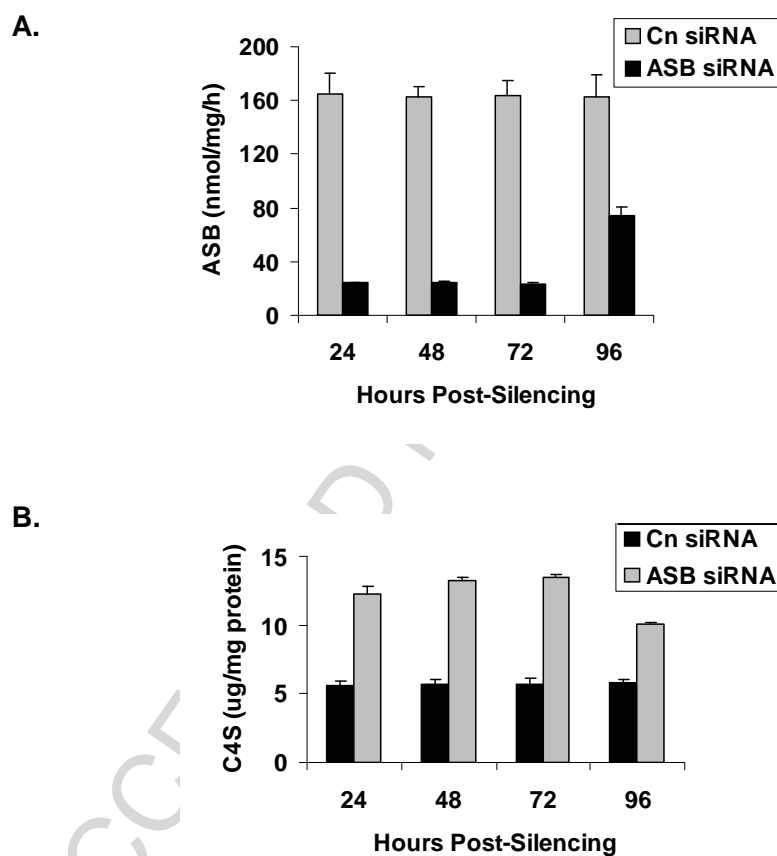 A.
Cn siRNA
ASB siRNA
ASB (nmol/mg/h)
200
160
120
80
40
0
24 48 72 96
Hours Post-Silencing
B.
Cn siRNA
ASB siRNA
C4S (ug/mg protein)
15
10
5
0
24 48 72 96
Hours Post-Silencing